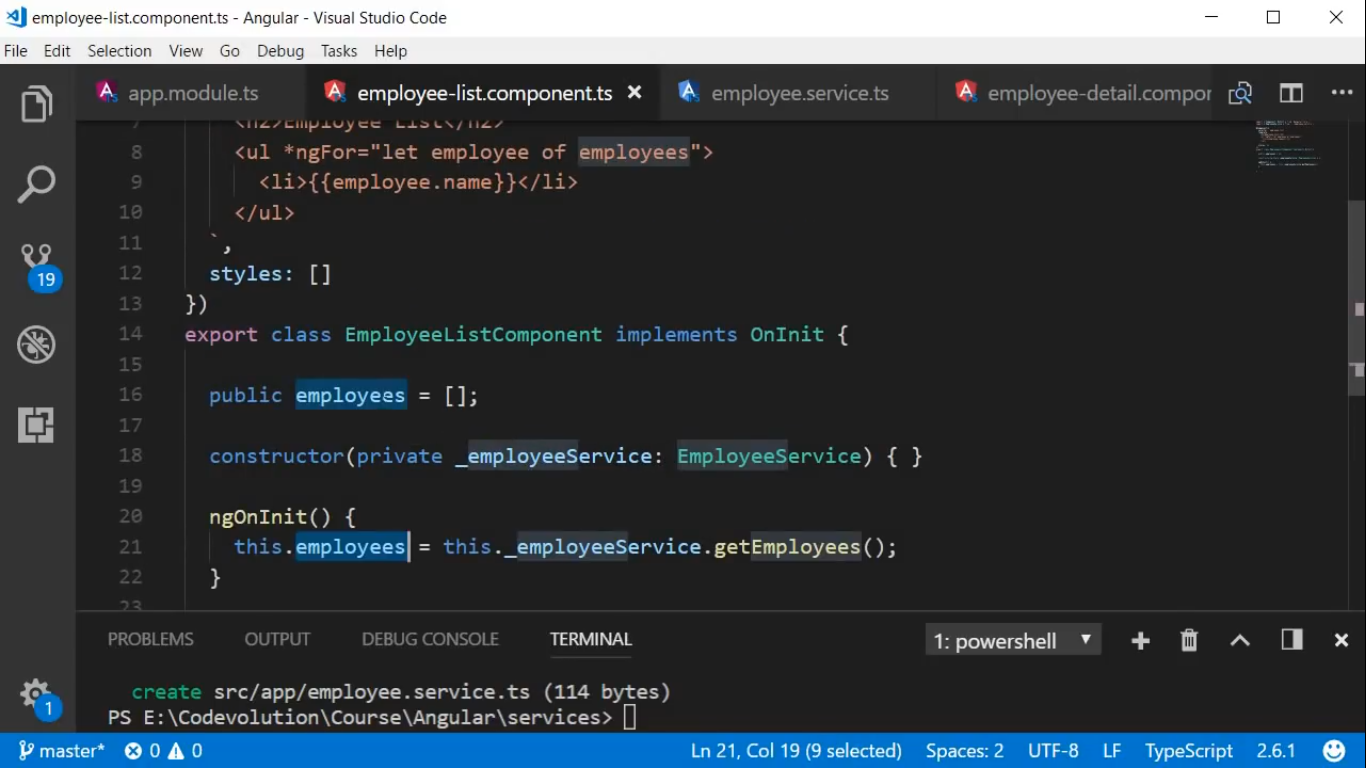 employee-list.component.ts - Angular - Visual Studio Code
File Edit Selection View Go Debug Tasks Help
app.module.ts employee-list.component.ts employee.service.ts employee-detail.compor
7 <h2>Employee List</h2>
8 <ul *ngFor="let employee of employees">
9 <li>{{employee.name}}</li>
10 </ul>
11 `,
12 styles: []
13 })
14 export class EmployeeListComponent implements OnInit {
15
16 public employees = [];
17
18 constructor(private _employeeService: EmployeeService) { }
19
20 ngOnInit() {
21 this.employees = this._employeeService.getEmployees();
22 }
23
19
PROBLEMS OUTPUT DEBUG CONSOLE TERMINAL 1: powershell
create src/app/employee.service.ts (114 bytes)
PS E:\Codevolution\Course\Angular\services>
1
master* 0 0 Ln 21, Col 19 (9 selected) Spaces: 2 UTF-8 LF TypeScript 2.6.1